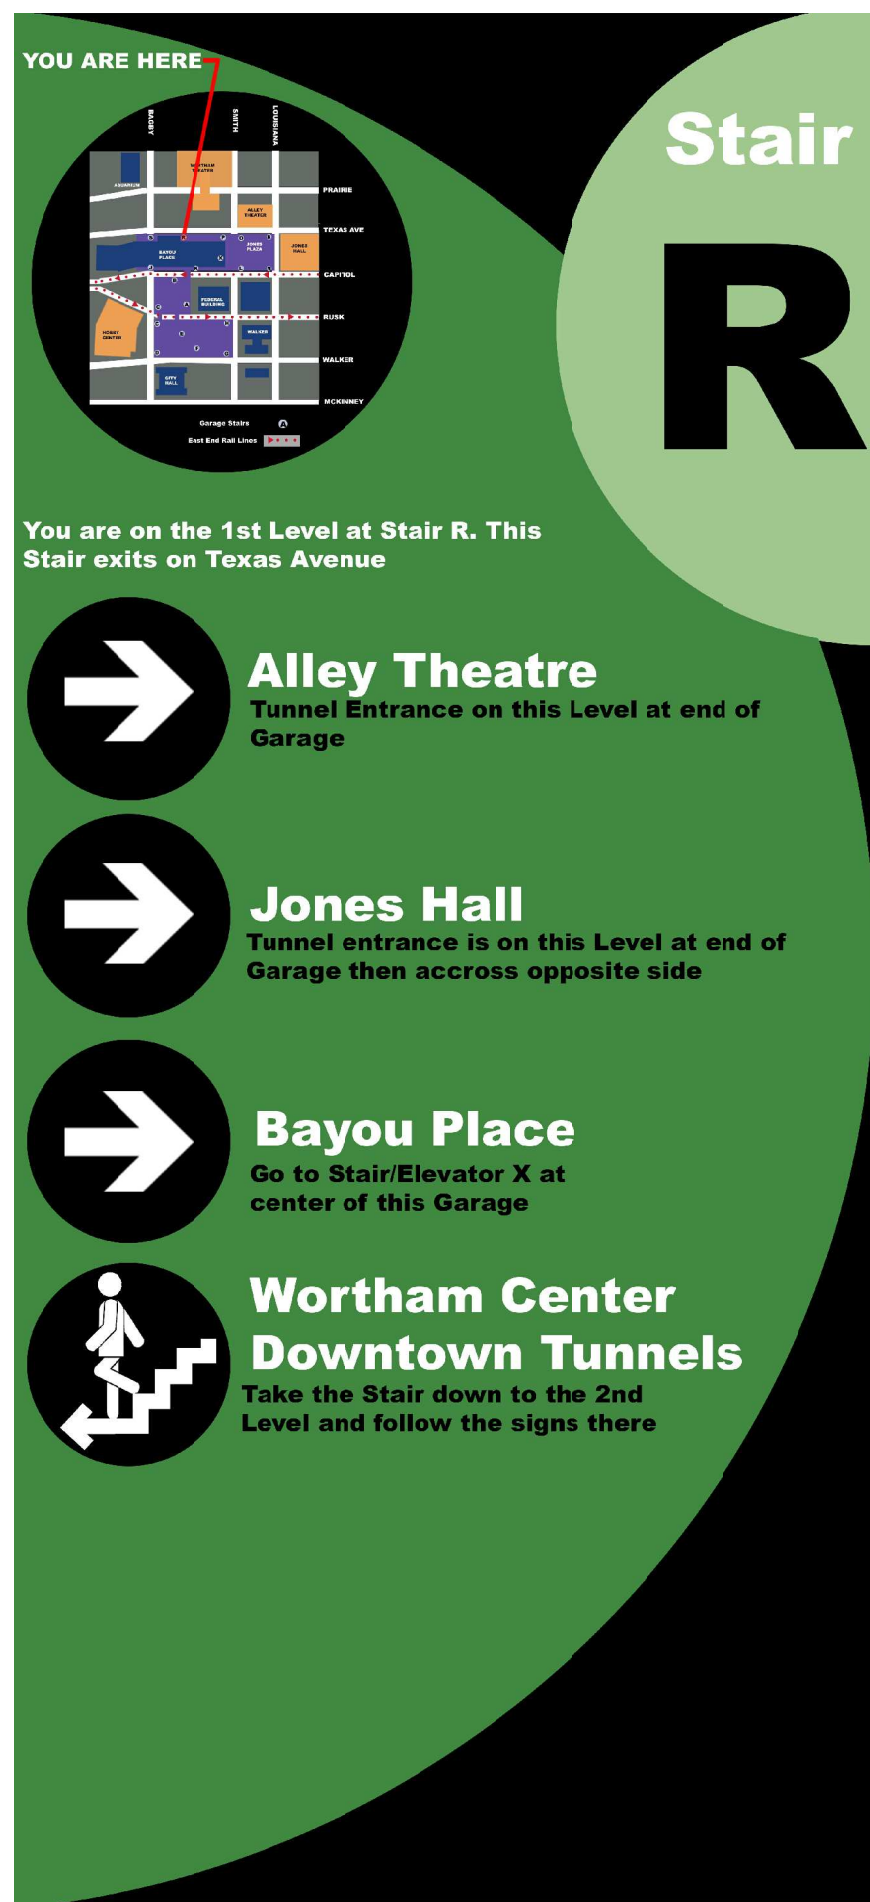 YOU ARE HERE
Stair
R
BAGBY
SMITH
LOUISIANA
AQUARIUM
WORTHAM
THEATER
PRAIRIE
ALLEY
THEATER
TEXAS AVE
BAYOU
PLACE
JONES
PLAZA
JONES
HALL
CAPITOL
FEDERAL
BUILDING
RUSK
HOBBY
CENTER
WALKER
WALKER
CITY
HALL
MCKINNEY
Garage Stairs A
East End Rail Lines
You are on the 1st Level at Stair R. This
Stair exits on Texas Avenue
Alley Theatre
Tunnel Entrance on this Level at end of
Garage
Jones Hall
Tunnel entrance is on this Level at end of
Garage then accross opposite side
Bayou Place
Go to Stair/Elevator X at
center of this Garage
Wortham Center
Downtown Tunnels
Take the Stair down to the 2nd
Level and follow the signs there